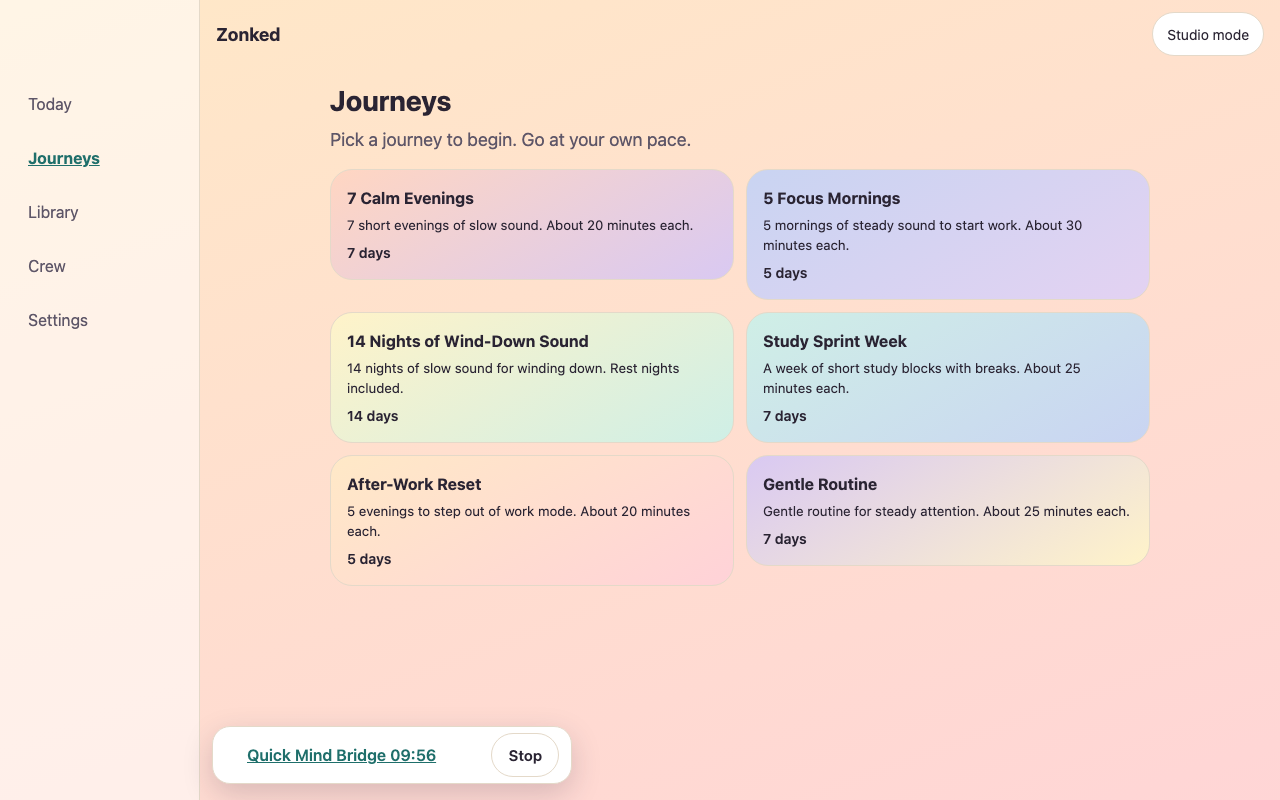 Zonked
Studio mode
Today
Journeys
Library
Crew
Settings
Journeys
Pick a journey to begin. Go at your own pace.
7 Calm Evenings
7 short evenings of slow sound. About 20 minutes each.
7 days
5 Focus Mornings
5 mornings of steady sound to start work. About 30
minutes each.
5 days
14 Nights of Wind-Down Sound
14 nights of slow sound for winding down. Rest nights
included.
14 days
Study Sprint Week
A week of short study blocks with breaks. About 25
minutes each.
7 days
After-Work Reset
5 evenings to step out of work mode. About 20 minutes
each.
5 days
Gentle Routine
Gentle routine for steady attention. About 25 minutes each.
7 days
Quick Mind Bridge 09:56
Stop